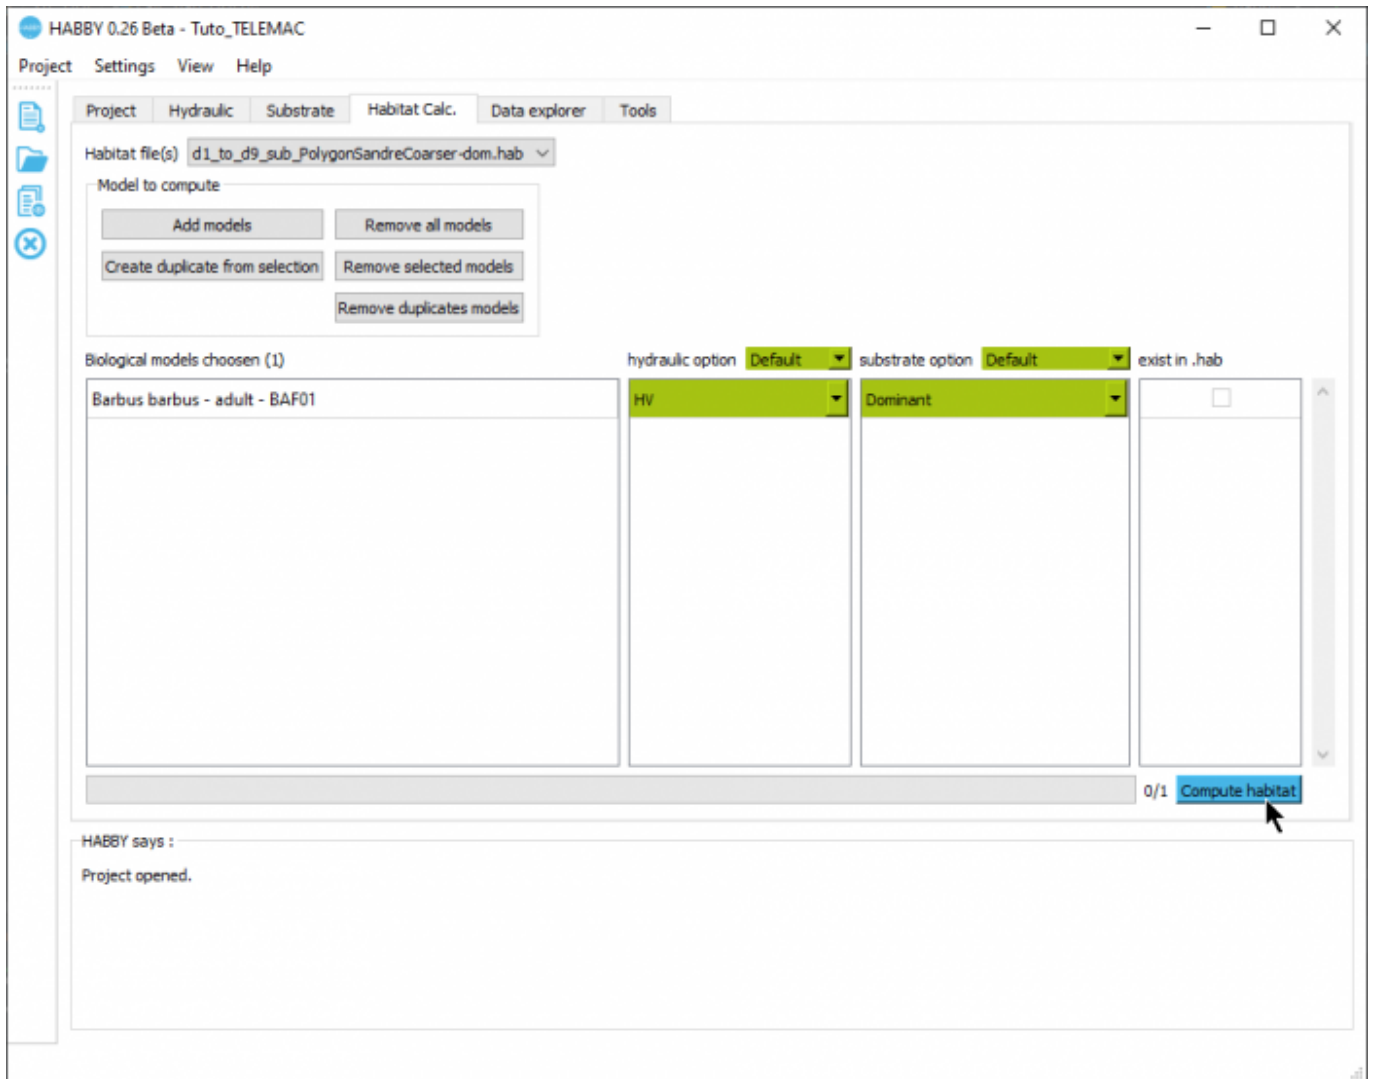 HABBY 0.26 Beta - Tuto_TELEMAC
Project Settings View Help
Project Hydraulic Substrate Habitat Calc. Data explorer Tools
Habitat file(s) d1_to_d9_sub_PolygonSandreCoarser-dom.hab
Model to compute
Add models Remove all models
Create duplicate from selection Remove selected models
Remove duplicates models
Biological models choosen (1) hydraulic option Default substrate option Default exist in .hab
Barbus barbus - adult - BAF01 HV Dominant
0/1 Compute habitat
HABBY says :
Project opened.